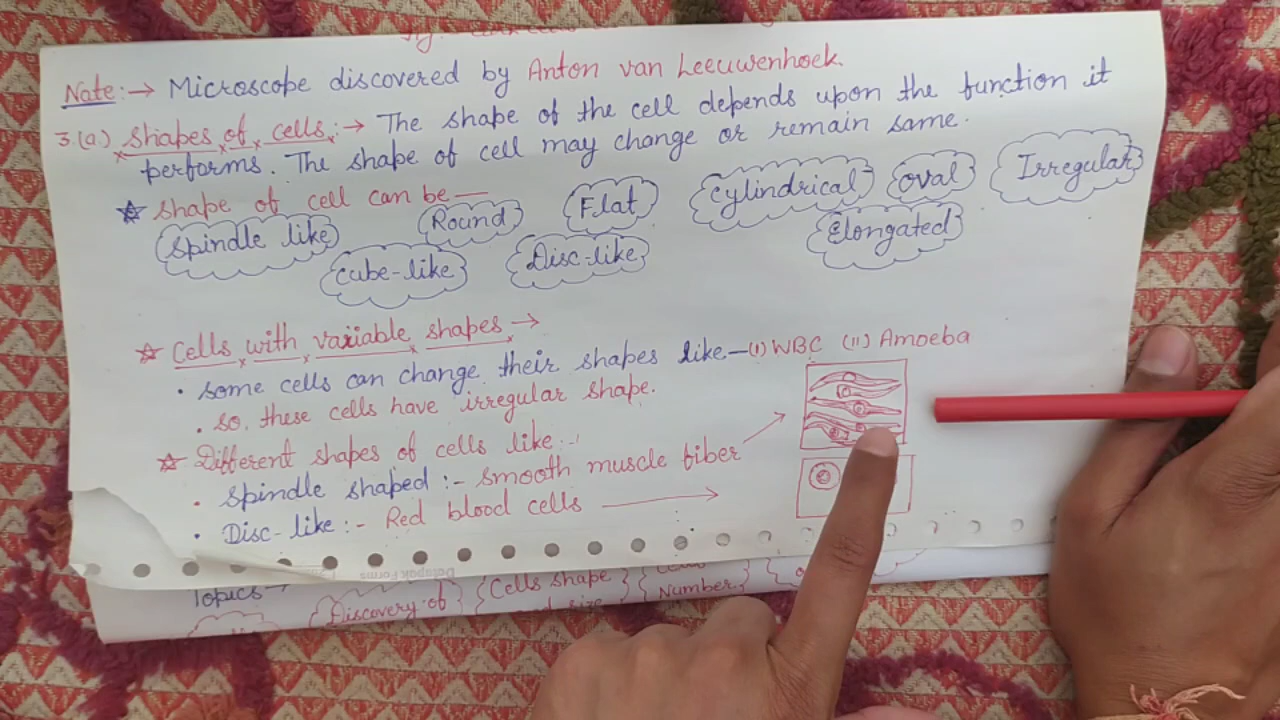 Note:→ Microscope discovered by Anton van Leeuwenhoek.
3.(a) Shapes of cells:→ The shape of the cell depends upon the function it
performs. The shape of cell may change or remain same.
☆ Shape of cell can be—
Spindle like Round Flat Cylindrical Oval Irregular
Cube-like Disc-like Elongated
☆ Cells with variable shapes →
• Some cells can change their shapes like—(i) WBC (ii) Amoeba
• So, these cells have irregular shape.
☆ Different shapes of cells like:-
• Spindle shaped :- Smooth muscle fiber
• Disc-like:- Red blood cells
Datapak Forms
Topics→
Discovery of Cells shape
size Number